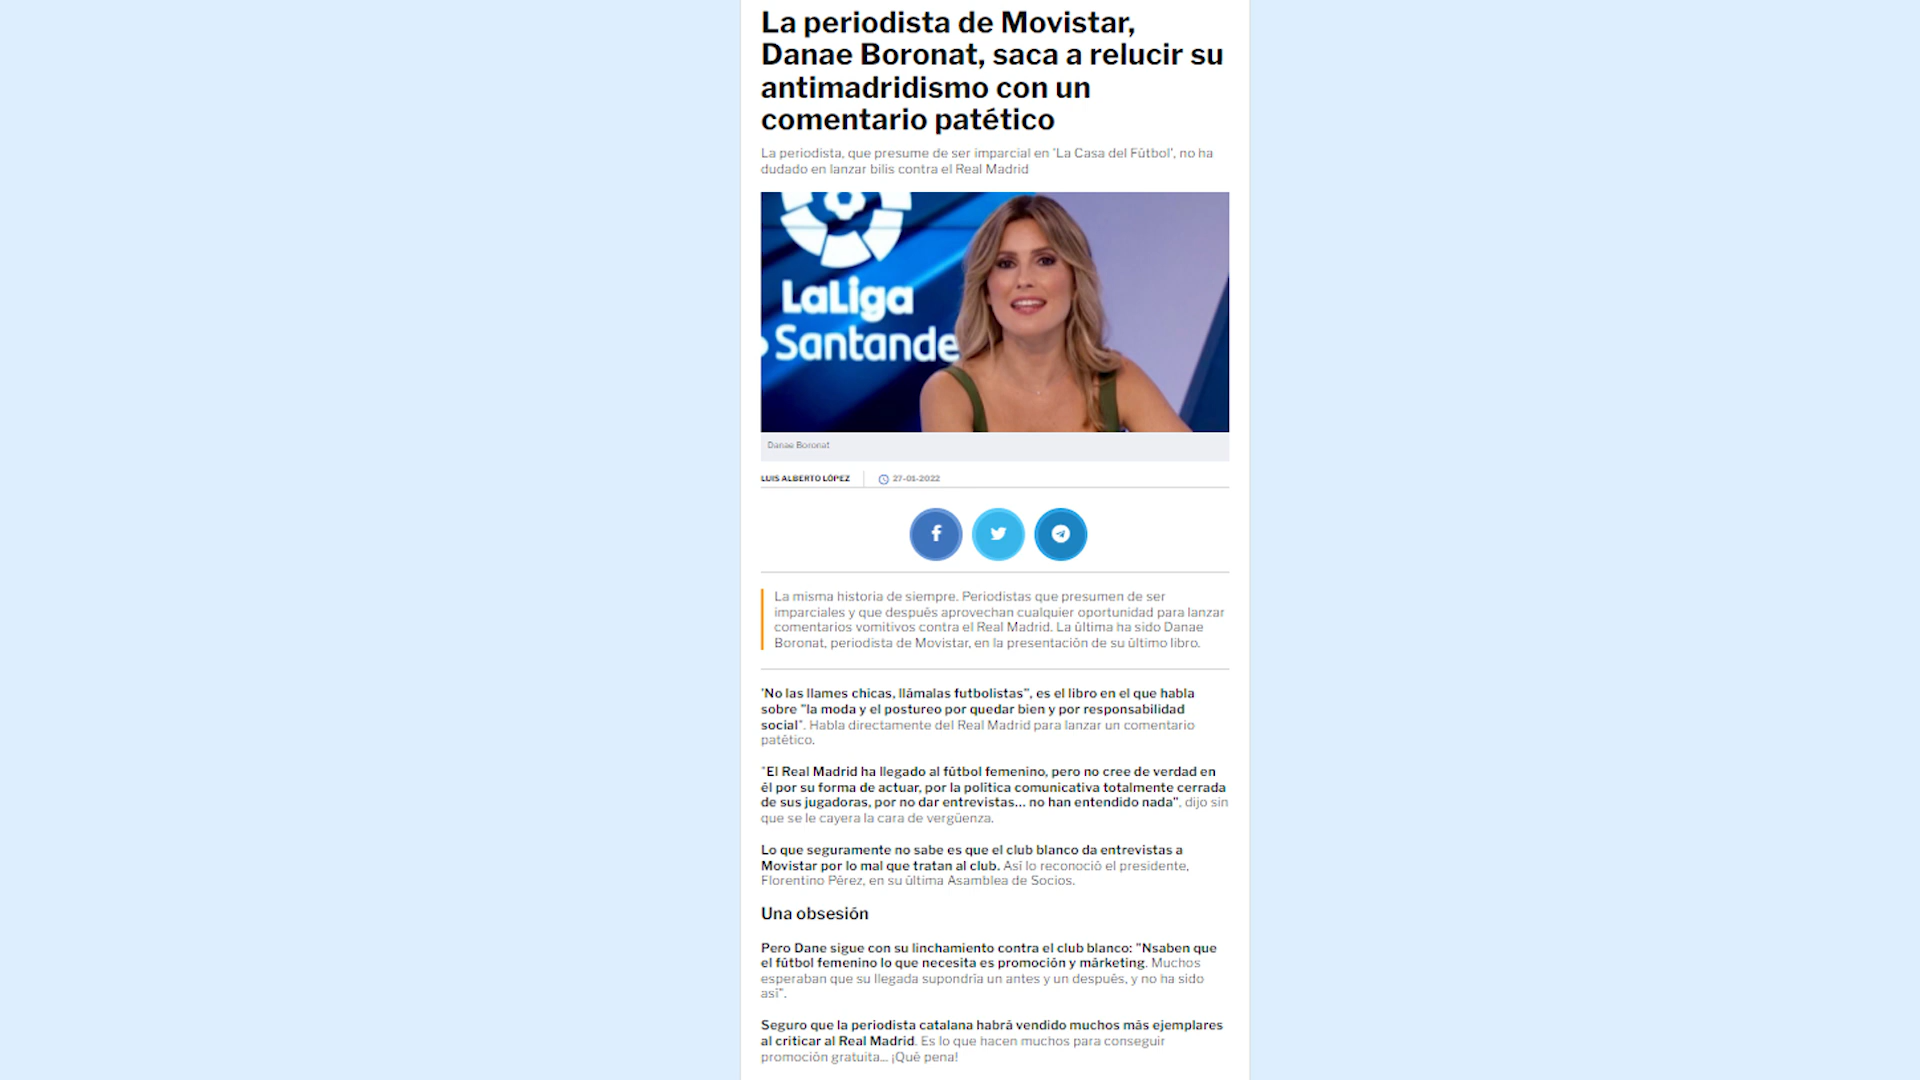 La periodista de Movistar,
Danae Boronat, saca a relucir su
antimadridismo con un
comentario patético
La periodista, que presume de ser imparcial en 'La Casa del Fútbol', no ha
dudado en lanzar bilis contra el Real Madrid
LaLiga
Santande
Danae Boronat
LUIS ALBERTO LÓPEZ
27-01-2022
La misma historia de siempre. Periodistas que presumen de ser
imparciales y que después aprovechan cualquier oportunidad para lanzar
comentarios vomitivos contra el Real Madrid. La última ha sido Danae
Boronat, periodista de Movistar, en la presentación de su último libro.
'No las llames chicas, llámalas futbolistas", es el libro en el que habla
sobre "la moda y el postureo por quedar bien y por responsabilidad
social". Habla directamente del Real Madrid para lanzar un comentario
patético.
"El Real Madrid ha llegado al fútbol femenino, pero no cree de verdad en
él por su forma de actuar, por la política comunicativa totalmente cerrada
de sus jugadoras, por no dar entrevistas... no han entendido nada", dijo sin
que se le cayera la cara de vergüenza.
Lo que seguramente no sabe es que el club blanco da entrevistas a
Movistar por lo mal que tratan al club. Así lo reconoció el presidente,
Florentino Pérez, en su última Asamblea de Socios.
Una obsesión
Pero Dane sigue con su linchamiento contra el club blanco: "Nsaben que
el fútbol femenino lo que necesita es promoción y márketing. Muchos
esperaban que su llegada supondría un antes y un después, y no ha sido
así".
Seguro que la periodista catalana habrá vendido muchos más ejemplares
al criticar al Real Madrid. Es lo que hacen muchos para conseguir
promoción gratuita... ¡Qué pena!